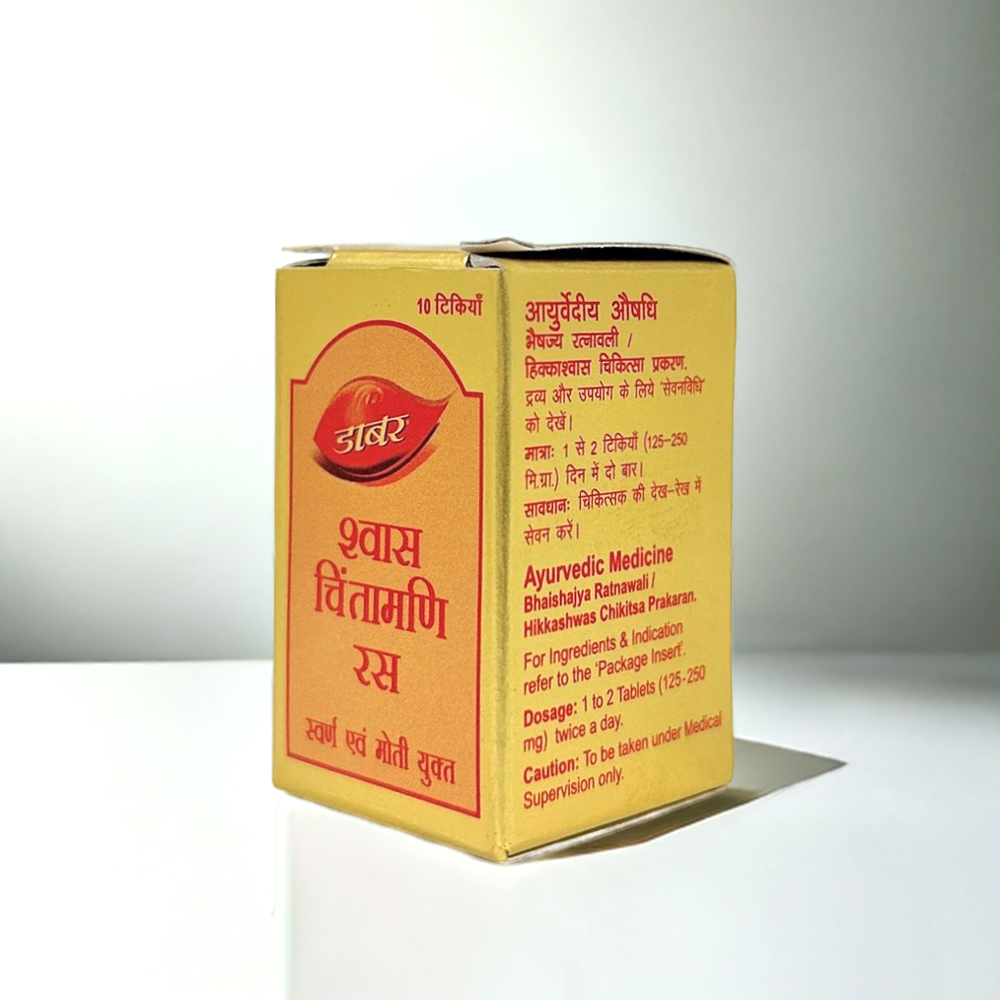 10 टिकियाँ
डाबर
श्वास
चिंतामणि
रस
स्वर्ण एवं मोती युक्त
आयुर्वेदीय औषधि
भैषज्य रत्नावली /
हिक्काश्वास चिकित्सा प्रकरण.
द्रव्य और उपयोग के लिये 'सेवनविधि'
को देखें।
मात्राः 1 से 2 टिकियाँ (125-250
मि.ग्रा.) दिन में दो बार।
सावधानः चिकित्सक की देख-रेख में
सेवन करें।
Ayurvedic Medicine
Bhaishajya Ratnawali /
Hikkashwas Chikitsa Prakaran.
For Ingredients & Indication
refer to the 'Package Insert'.
Dosage: 1 to 2 Tablets (125-250
mg) twice a day.
Caution: To be taken under Medical
Supervision only.